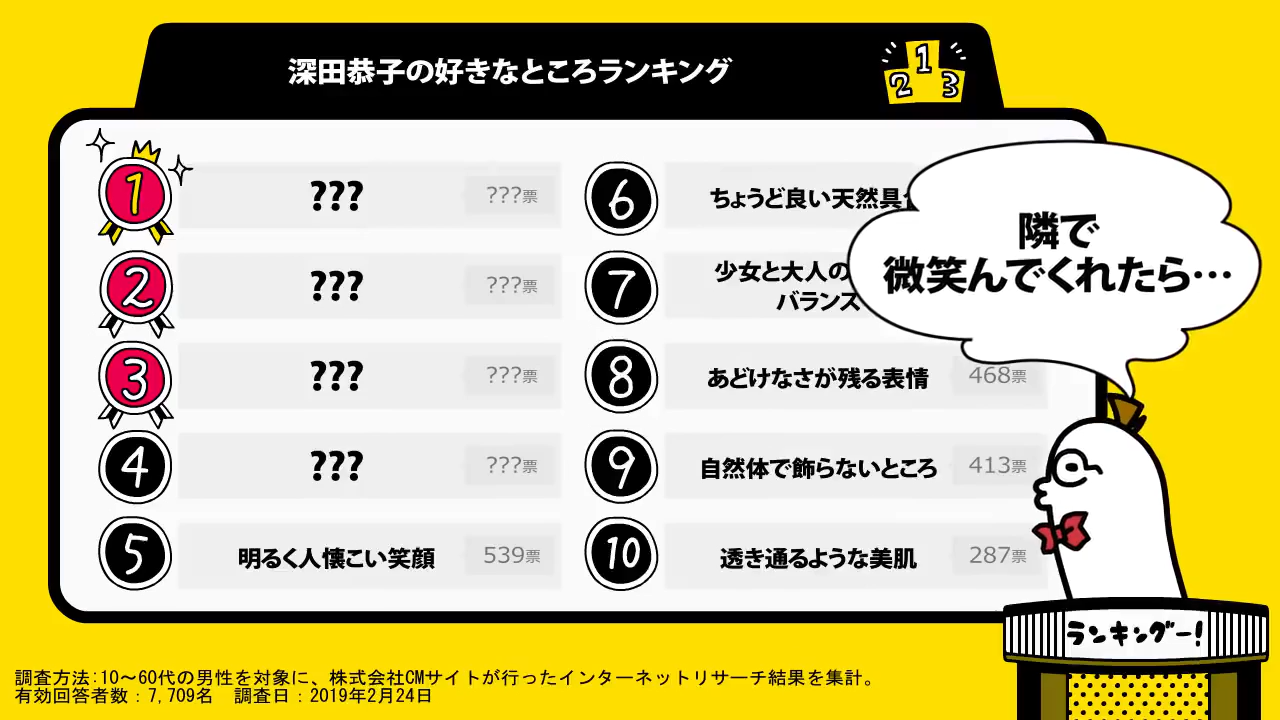 深田恭子の好きなところランキング
1
2
3
1
???
???票
2
???
???票
3
???
???票
4
???
???票
5
明るく人懐こい笑顔
539票
6
ちょうど良い天然具
7
少女と大人の
バランス
8
あどけなさが残る表情
468票
9
自然体で飾らないところ
413票
10
透き通るような美肌
287票
隣で
微笑んでくれたら…
ランキングー!
調査方法:10～60代の男性を対象に、株式会社CMサイトが行ったインターネットリサーチ結果を集計。
有効回答者数：7,709名　調査日：2019年2月24日